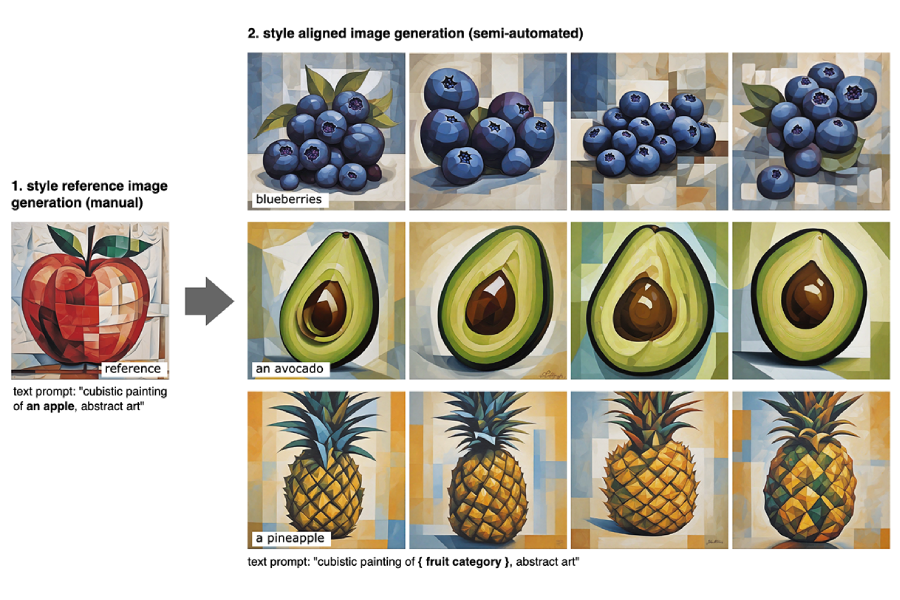 2. style aligned image generation (semi-automated)
1. style reference image
generation (manual)
blueberries
reference
an avocado
text prompt: "cubistic painting
of an apple, abstract art"
a pineapple
text prompt: "cubistic painting of { fruit category }, abstract art"